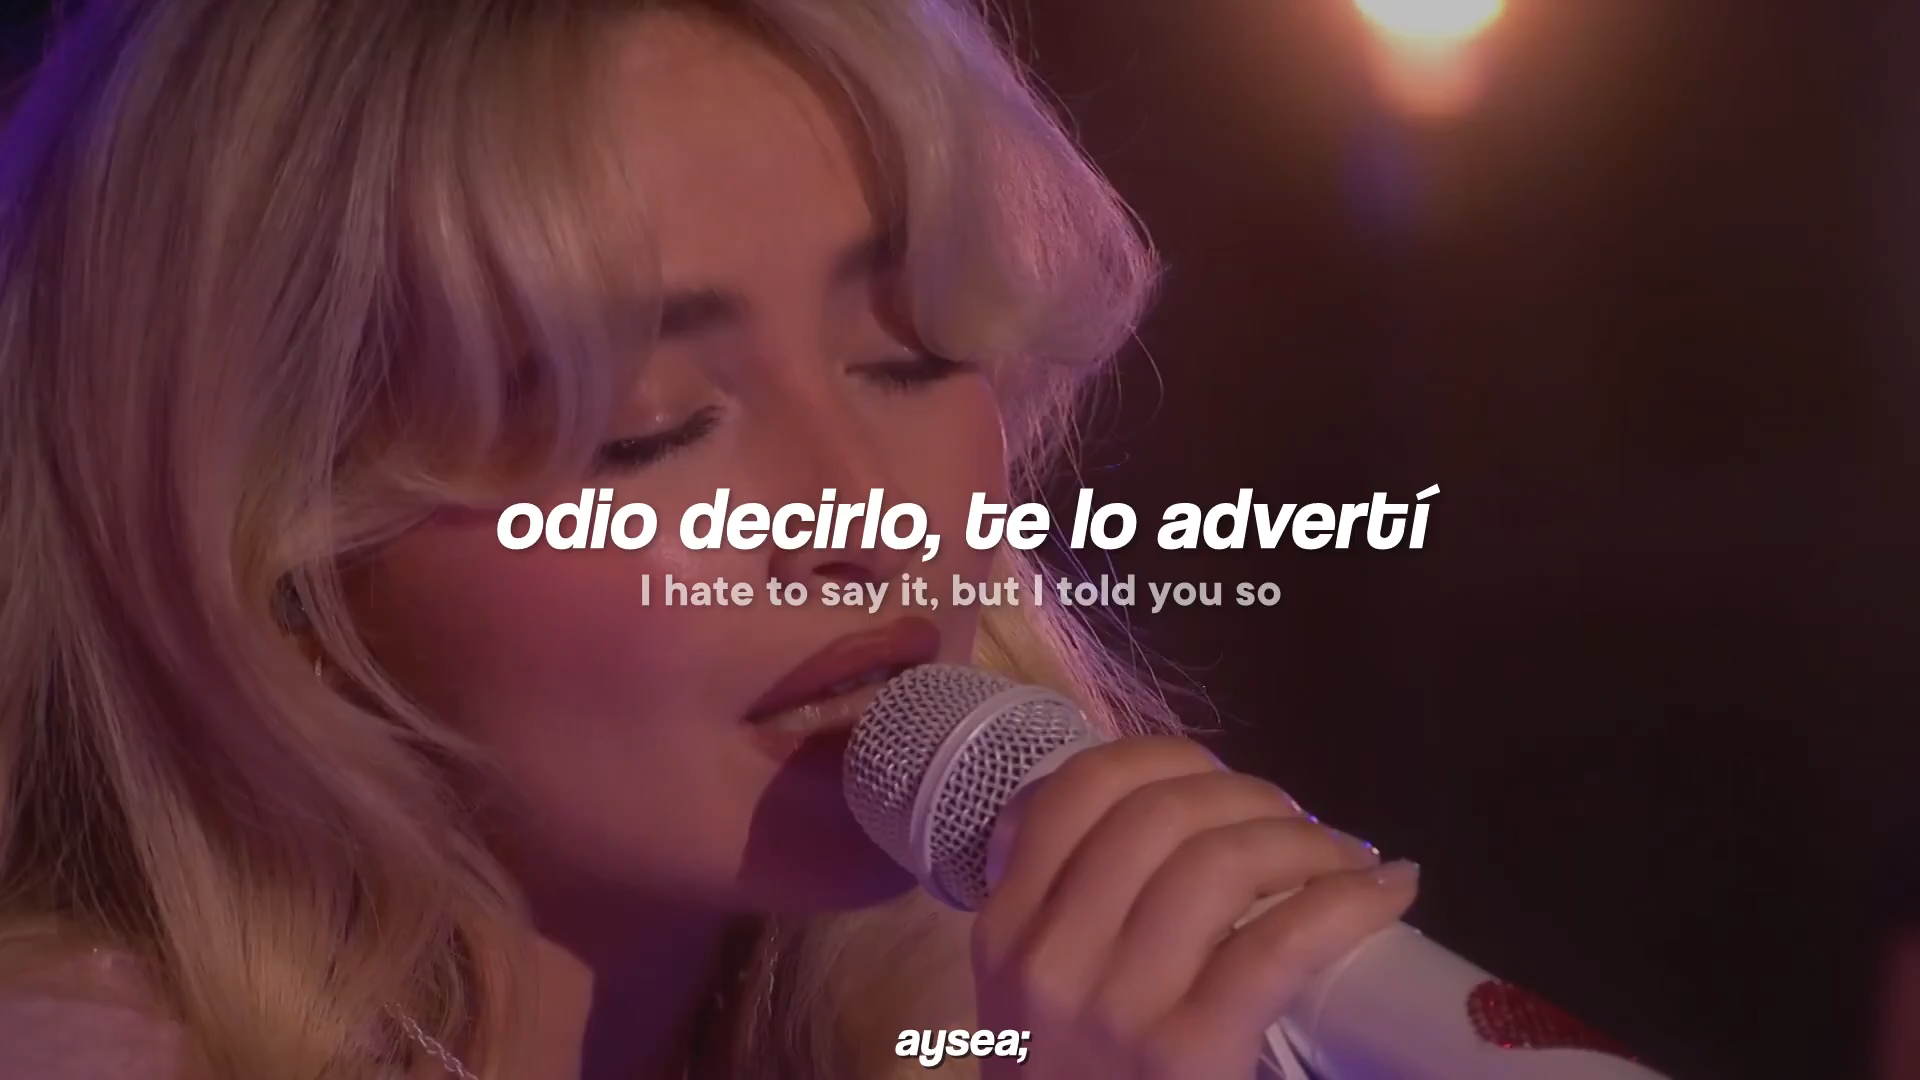 odio decirlo, te lo advertí
I hate to say it, but I told you so
aysea;